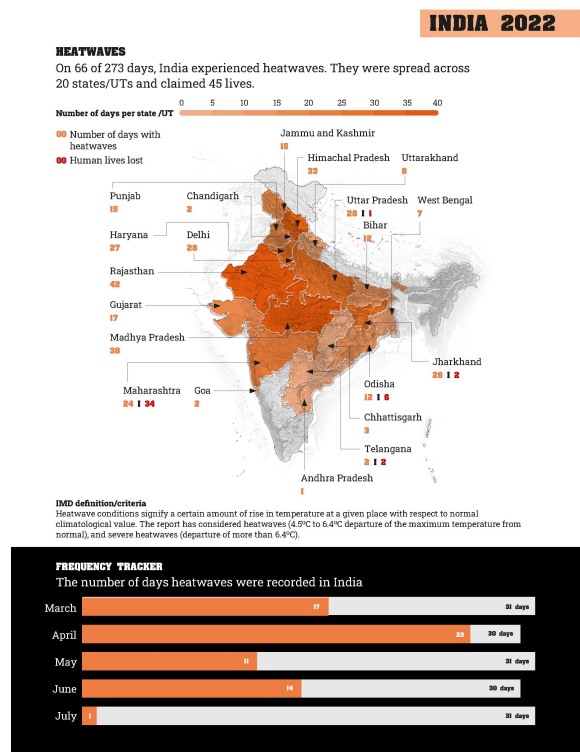 INDIA 2022
HEATWAVES
On 66 of 273 days, India experienced heatwaves. They were spread across
20 states/UTs and claimed 45 lives.
0 5 10 15 20 25 30 35 40
Number of days per state /UT
00 Number of days with
heatwaves
00 Human lives lost
Jammu and Kashmir
15
Himachal Pradesh
33
Uttarakhand
8
Punjab
15
Chandigarh
2
Uttar Pradesh
28 I 1
West Bengal
7
Bihar
12
Haryana
27
Delhi
28
Rajasthan
42
Gujarat
17
Madhya Pradesh
38
Jharkhand
26 I 2
Maharashtra
24 I 34
Goa
2
Odisha
12 I 6
Chhattisgarh
3
Telangana
2 I 2
Andhra Pradesh
1
IMD definition/criteria
Heatwave conditions signify a certain amount of rise in temperature at a given place with respect to normal
climatological value. The report has considered heatwaves (4.5ºC to 6.4ºC departure of the maximum temperature from
normal), and severe heatwaves (departure of more than 6.4ºC).
FREQUENCY TRACKER
The number of days heatwaves were recorded in India
March 17 31 days
April 23 30 days
May 11 31 days
June 14 30 days
July 1 31 days